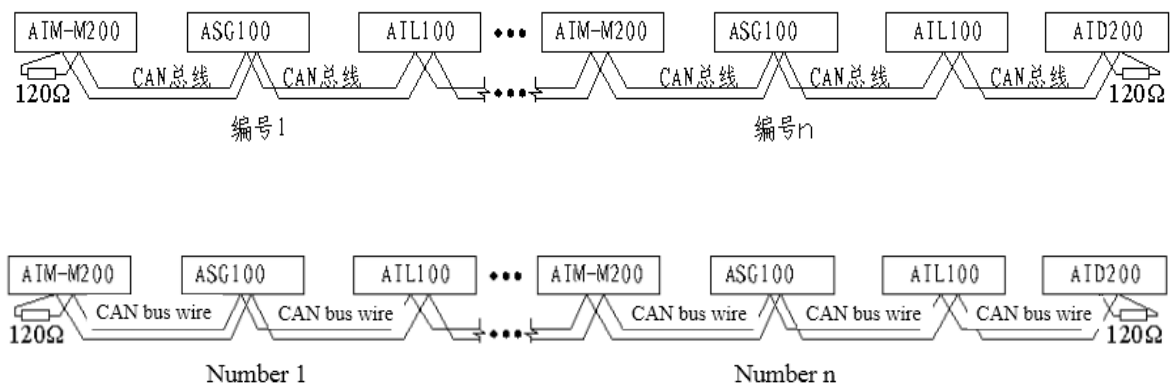 AIM-M200 ASG100 AIL100 ••• AIM-M200 ASG100 AIL100 AID200
CAN总线 CAN总线 CAN总线 CAN总线 CAN总线
120Ω 120Ω
编号1 编号n
AIM-M200 ASG100 AIL100 ••• AIM-M200 ASG100 AIL100 AID200
CAN bus wire CAN bus wire CAN bus wire CAN bus wire CAN bus wire
120Ω 120Ω
Number 1 Number n